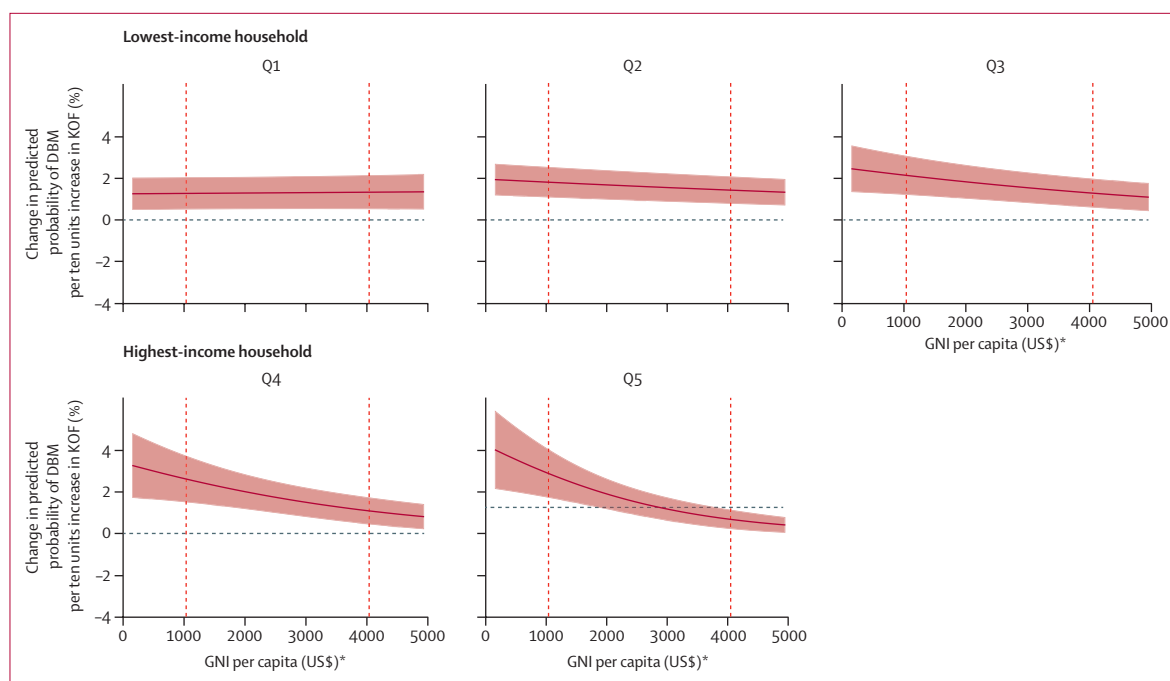 Lowest-income household
Q1
Q2
Q3
Change in predicted
probability of DBM
per ten units increase in KOF (%)
4
2
0
–2
–4
0 1000 2000 3000 4000 5000
GNI per capita (US$)*
Highest-income household
Q4
Q5
Change in predicted
probability of DBM
per ten units increase in KOF (%)
4
2
0
–2
–4
0 1000 2000 3000 4000 5000
0 1000 2000 3000 4000 5000
GNI per capita (US$)*
GNI per capita (US$)*